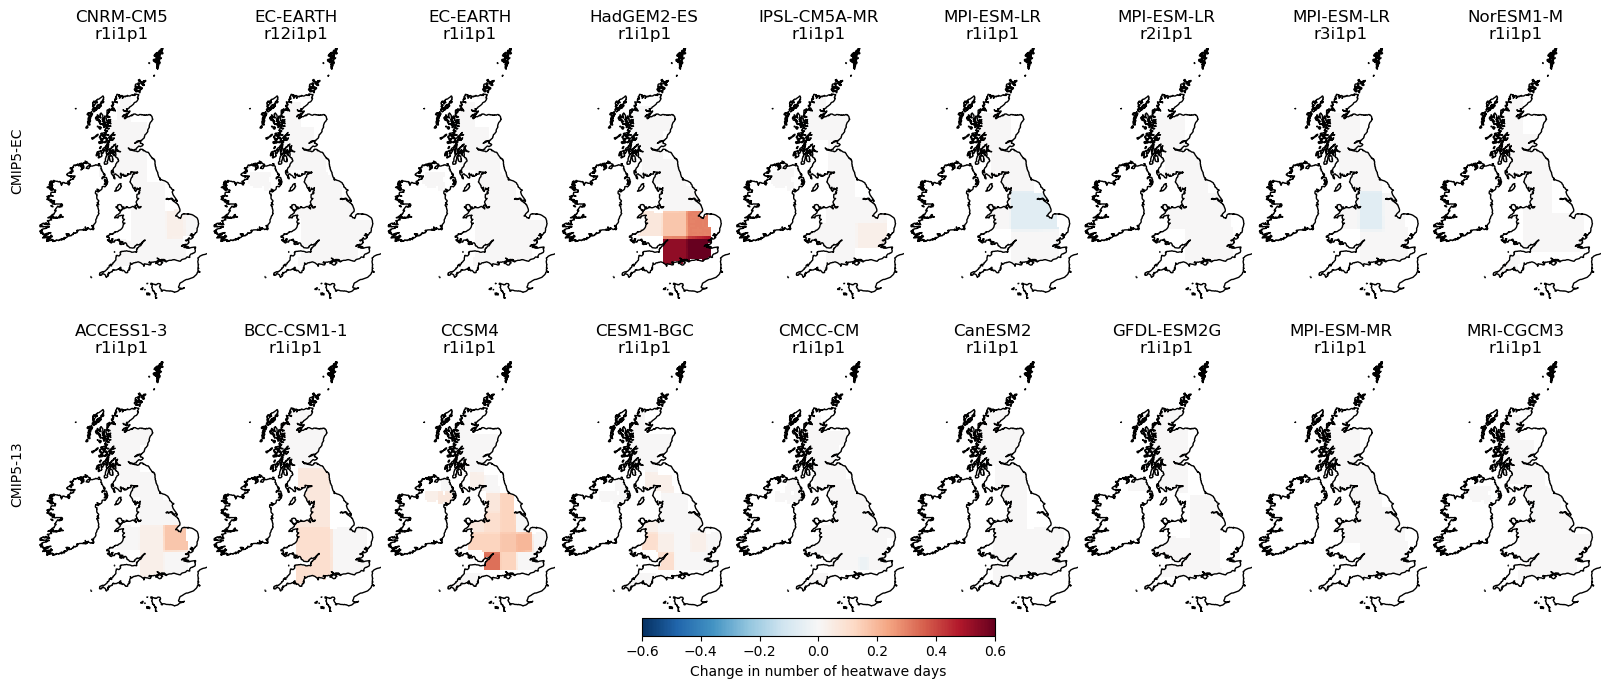 CNRM-CM5 EC-EARTH EC-EARTH HadGEM2-ES IPSL-CM5A-MR MPI-ESM-LR MPI-ESM-LR MPI-ESM-LR NorESM1-M
r1i1p1 r12i1p1 r1i1p1 r1i1p1 r1i1p1 r1i1p1 r2i1p1 r3i1p1 r1i1p1
CMIP5-EC
ACCESS1-3 BCC-CSM1-1 CCSM4 CESM1-BGC CMCC-CM CanESM2 GFDL-ESM2G MPI-ESM-MR MRI-CGCM3
r1i1p1 r1i1p1 r1i1p1 r1i1p1 r1i1p1 r1i1p1 r1i1p1 r1i1p1 r1i1p1
CMIP5-13
−0.6 −0.4 −0.2 0.0 0.2 0.4 0.6
Change in number of heatwave days